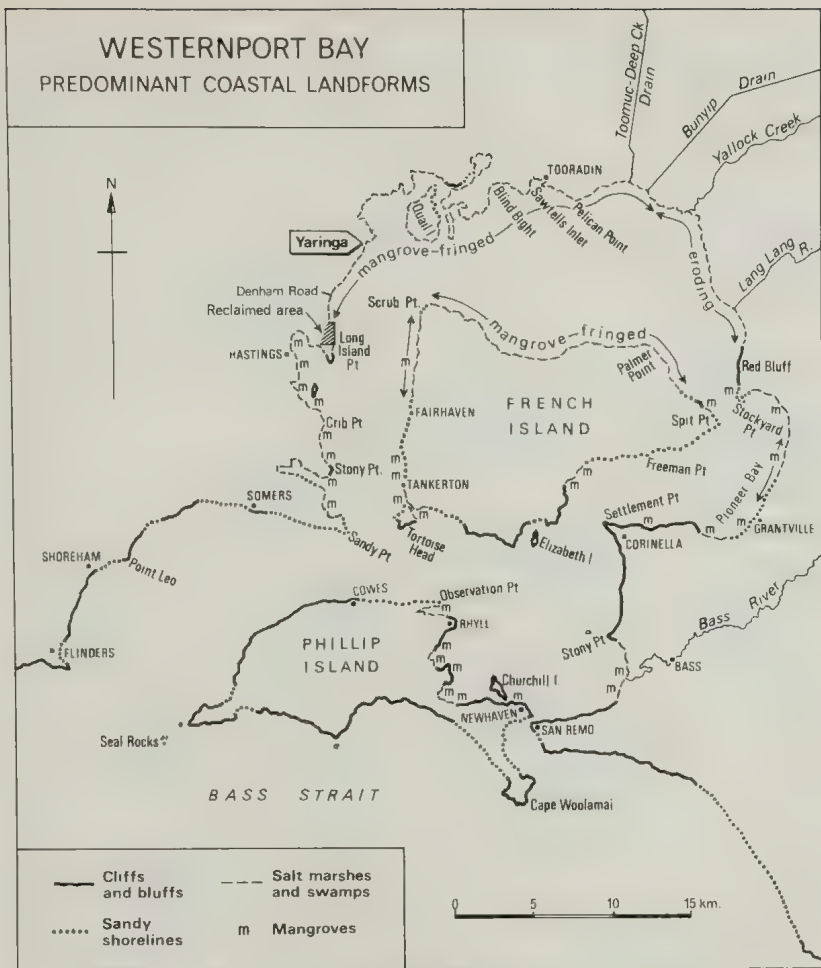 WESTERNPORT BAY
PREDOMINANT COASTAL LANDFORMS
Toomuc-Deep Ck
Drain
Bunyip Drain
Yallock Creek
N
TOORADIN
Quail I
Blind Bight
Sawtells Inlet
Pelican Point
Yaringa
mangrove-fringed
eroding
Lang Lang R.
Denham Road
Reclaimed area
Scrub Pt.
Long
Island
Pt
HASTINGS
mangrove-fringed
m
Palmer
Point
Red Bluff
m
m
m
m
m
m
Stockyard
Pt
FAIRHAVEN
FRENCH
ISLAND
Spit Pt
m
Crib Pt
m
m
m
Freeman Pt
Pioneer Bay
Stony Pt.
m
m
TANKERTON
m
Settlement Pt
SOMERS
m
m
m
m
m
m
GRANTVILLE
Sandy Pt
Tortoise
Head
Elizabeth I
CORINELLA
SHOREHAM
Point Leo
COWES
Observation Pt
m
RHYLL
Bass River
FLINDERS
PHILLIP
ISLAND
m
m
m
Stony Pt
m
BASS
Churchill I
m
m
m
m
NEWHAVEN
SAN REMO
Seal Rocks
BASS STRAIT
Cape Woolamai
Cliffs
and bluffs
Salt marshes
and swamps
Sandy
shorelines
m Mangroves
0 5 10 15 km.